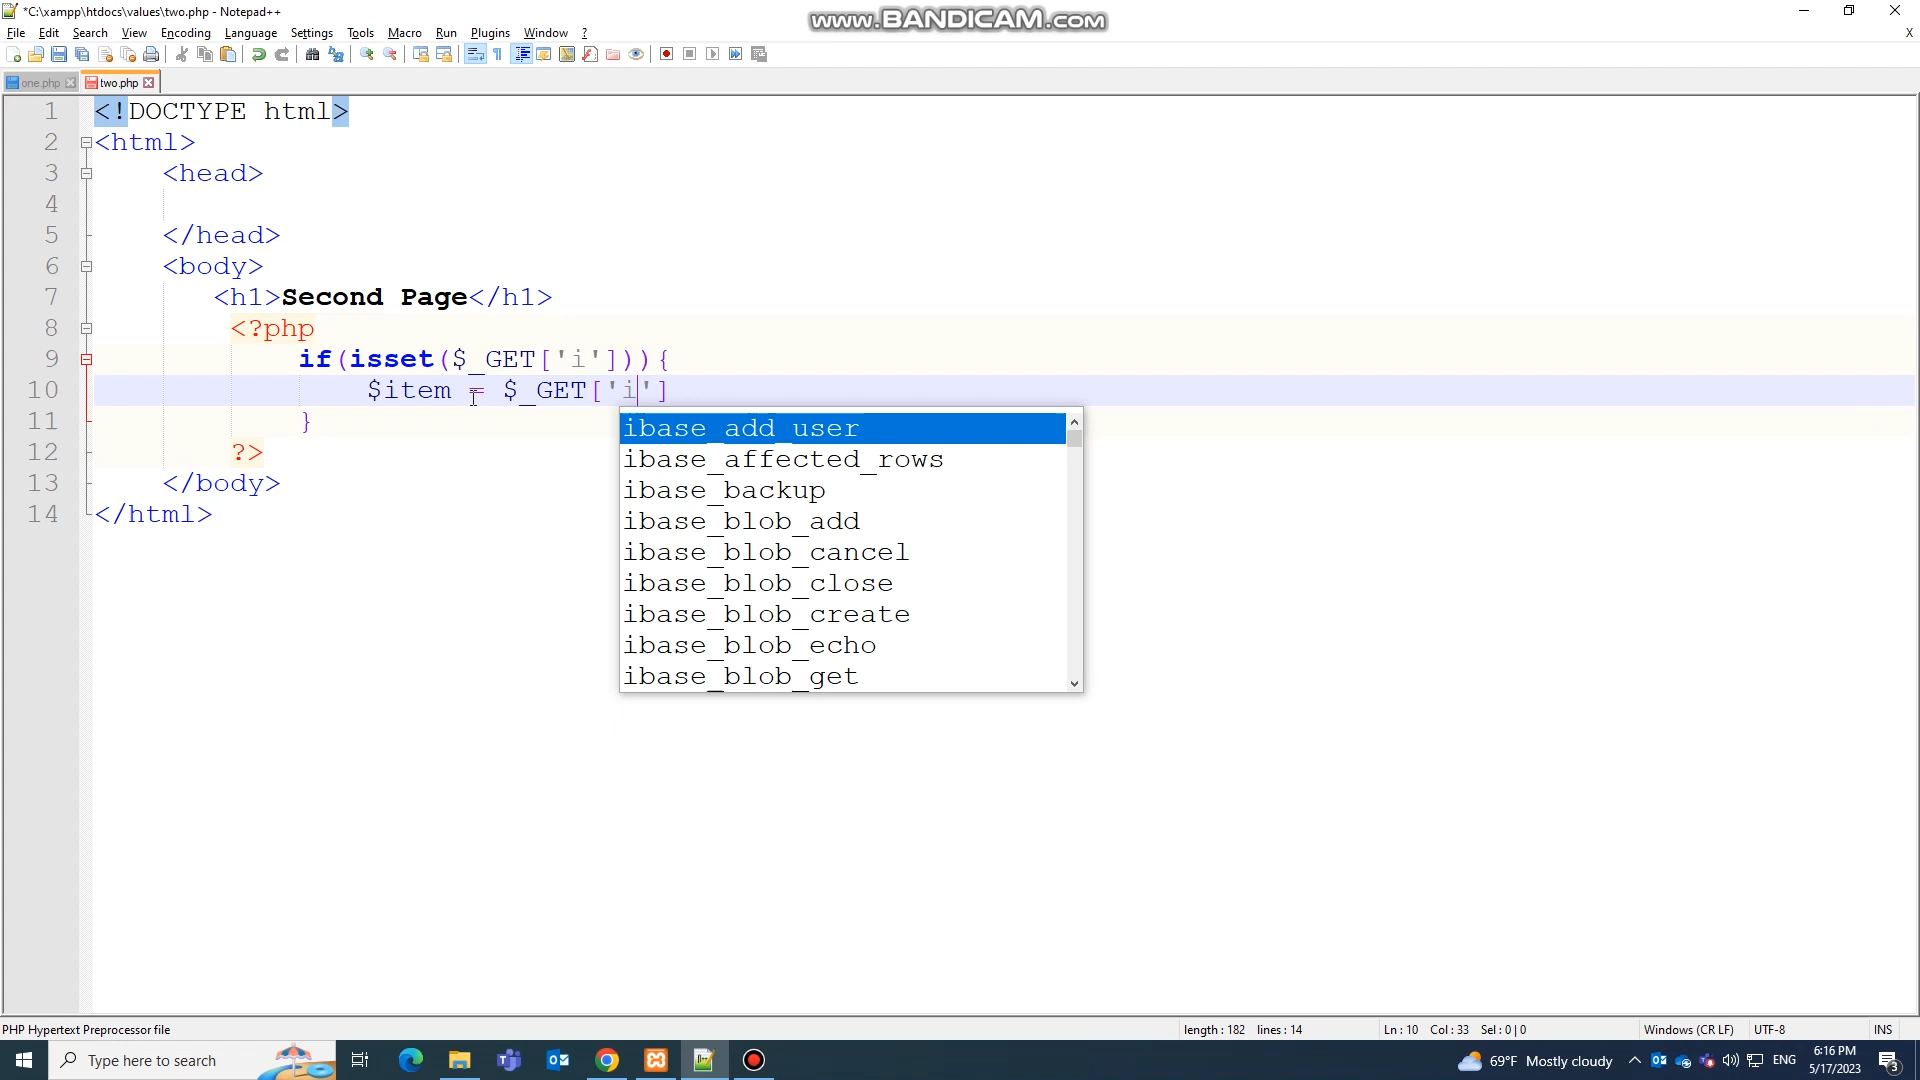 *C:\xampp\htdocs\values\two.php - Notepad++
www.BANDICAM.com
File Edit Search View Encoding Language Settings Tools Macro Run Plugins Window ? X
one.php two.php
1 <!DOCTYPE html>
2 <html>
3 <head>
4
5 </head>
6 <body>
7 <h1>Second Page</h1>
8 <?php
9 if(isset($_GET['i'])){
10 $item = $_GET['i']
11 }
12 ?>
13 </body>
14 </html>
ibase_add_user
ibase_affected_rows
ibase_backup
ibase_blob_add
ibase_blob_cancel
ibase_blob_close
ibase_blob_create
ibase_blob_echo
ibase_blob_get
PHP Hypertext Preprocessor file length : 182 lines : 14 Ln : 10 Col : 33 Sel : 0 | 0 Windows (CR LF) UTF-8 INS
Type here to search 69°F Mostly cloudy ENG 6:16 PM
5/17/2023 3